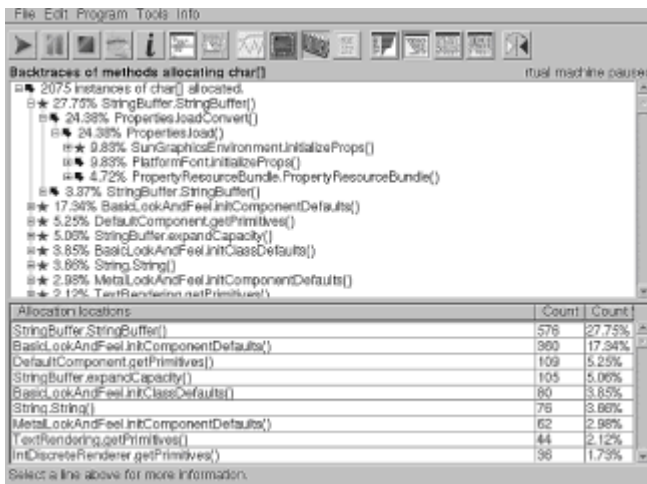 File Edit Program Tools Info
Backtraces of methods allocating char[] rtual machine pause
2075 instances of char[] allocated.
27.75% StringBuffer.StringBuffer()
24.38% Properties.loadConvert()
24.38% Properties.load()
9.83% SunGraphicsEnvironment.initializeProps()
9.83% PlatformFont.initializeProps()
4.72% PropertyResourceBundle.PropertyResourceBundle()
3.37% StringBuffer.StringBuffer()
17.34% BasicLookAndFeel.initComponentDefaults()
5.25% DefaultComponent.getPrimitives()
5.06% StringBuffer.expandCapacity()
3.85% BasicLookAndFeel.initClassDefaults()
3.66% String.String()
2.98% MetalLookAndFeel.initComponentDefaults()
2.12% TextRendering.getPrimitives()
Allocation locations Count Count
StringBuffer.StringBuffer() 576 27.75%
BasicLookAndFeel.initComponentDefaults() 360 17.34%
DefaultComponent.getPrimitives() 109 5.25%
StringBuffer.expandCapacity() 105 5.06%
BasicLookAndFeel.initClassDefaults() 80 3.85%
String.String() 76 3.66%
MetalLookAndFeel.initComponentDefaults() 62 2.98%
TextRendering.getPrimitives() 44 2.12%
IntDiscreteRenderer.getPrimitives() 36 1.73%
Select a line above for more information.